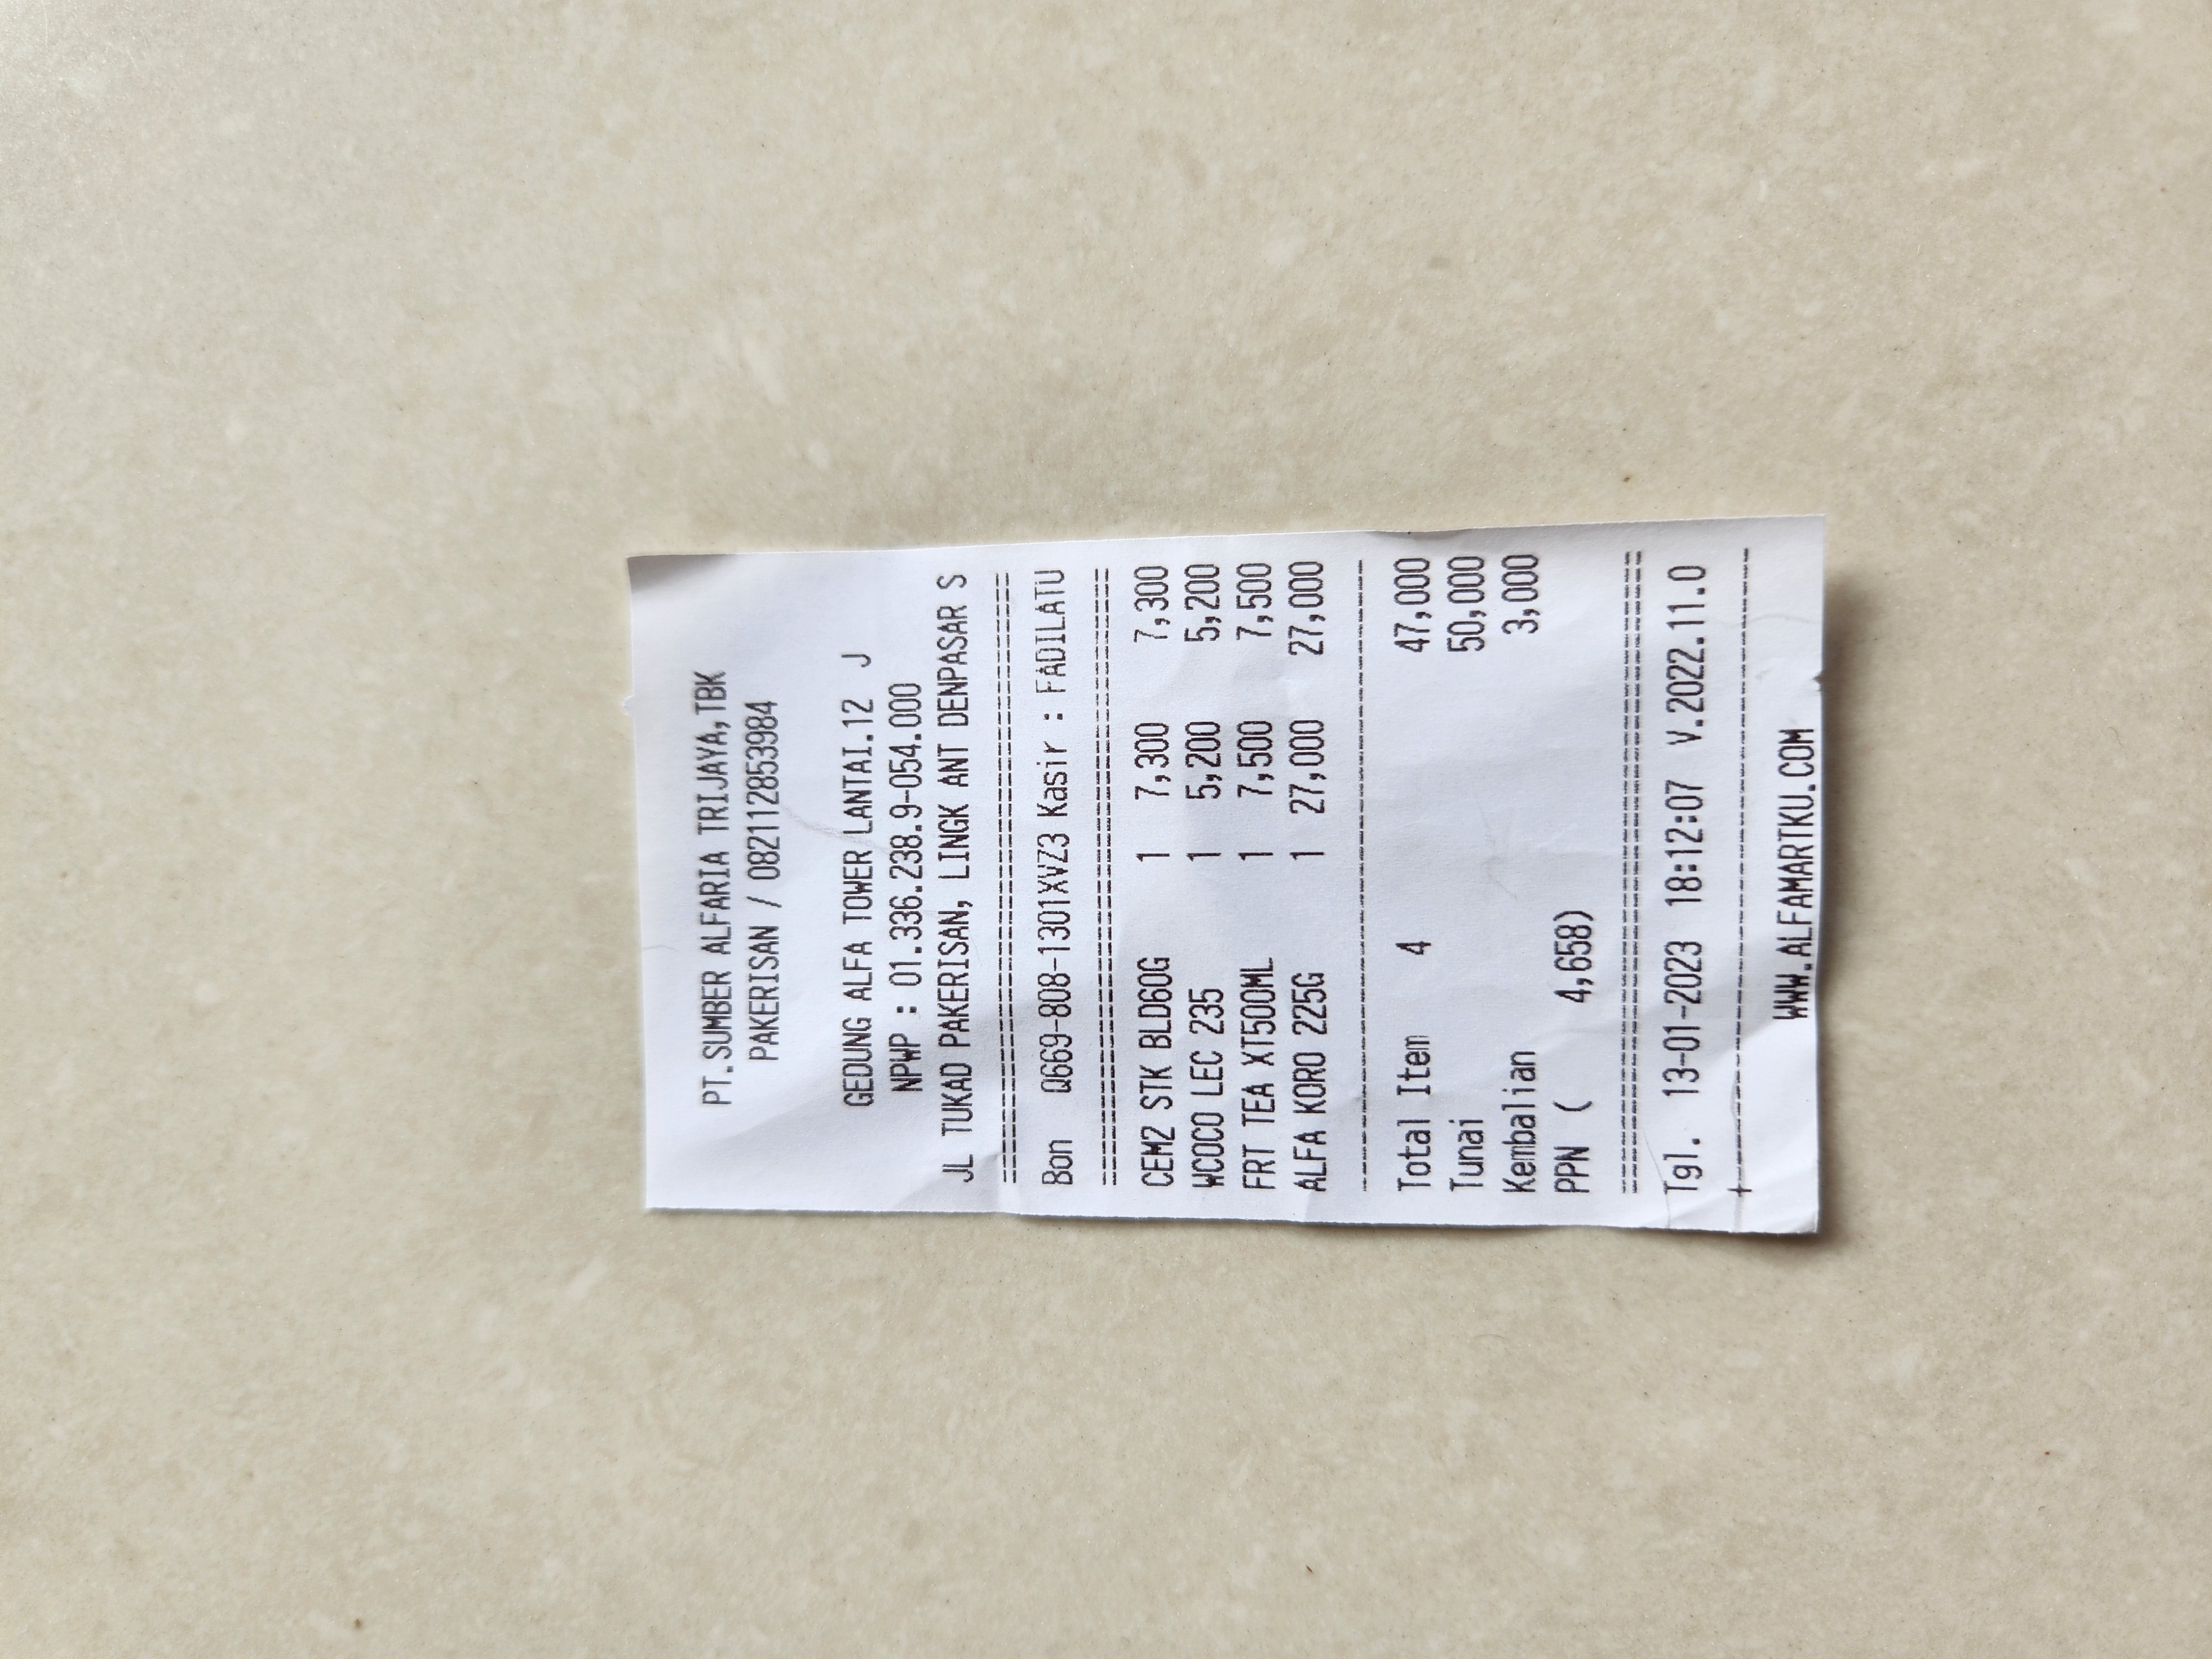 PT.SUMBER ALFARIA TRIJAYA,TBK
PAKERISAN / 082112853984
GEDUNG ALFA TOWER LANTAI.12 J
NPWP : 01.336.238.9-054.000
JL TUKAD PAKERISAN, LINGK ANT DENPASAR S
Bon Q669-808-1301XVZ3 Kasir : FADILATU
CEM2 STK BLD60G 1 7,300 7,300
WCOCO LEC 235 1 5,200 5,200
FRT TEA XT500ML 1 7,500 7,500
ALFA KORO 225G 1 27,000 27,000
Total Item 4 47,000
Tunai 50,000
Kembalian 3,000
PPN ( 4,658)
Tgl. 13-01-2023 18:12:07 V.2022.11.0
WWW.ALFAMARTKU.COM